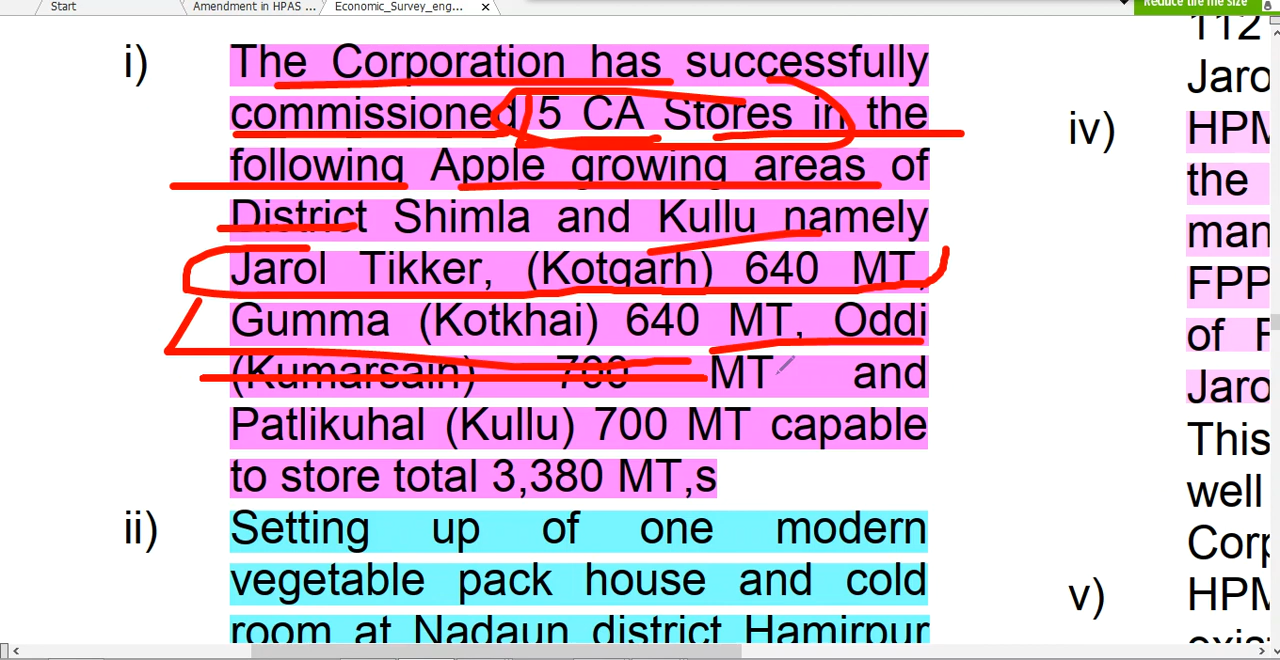 Start
Amendment in HPAS ...
Economic_Survey_eng...
Reduce file size
i)
The Corporation has successfully
commissioned 5 CA Stores in the
following Apple growing areas of
District Shimla and Kullu namely
Jarol Tikker, (Kotgarh) 640 MT,
Gumma (Kotkhai) 640 MT, Oddi
(Kumarsain) 700 MT and
Patlikuhal (Kullu) 700 MT capable
to store total 3,380 MT,s
ii)
Setting up of one modern
vegetable pack house and cold
room at Nadaun district Hamirpur
112
Jaro
iv)
HPM
the
man
FPP
of
Jaro
This
well
Corp
v)
HPM